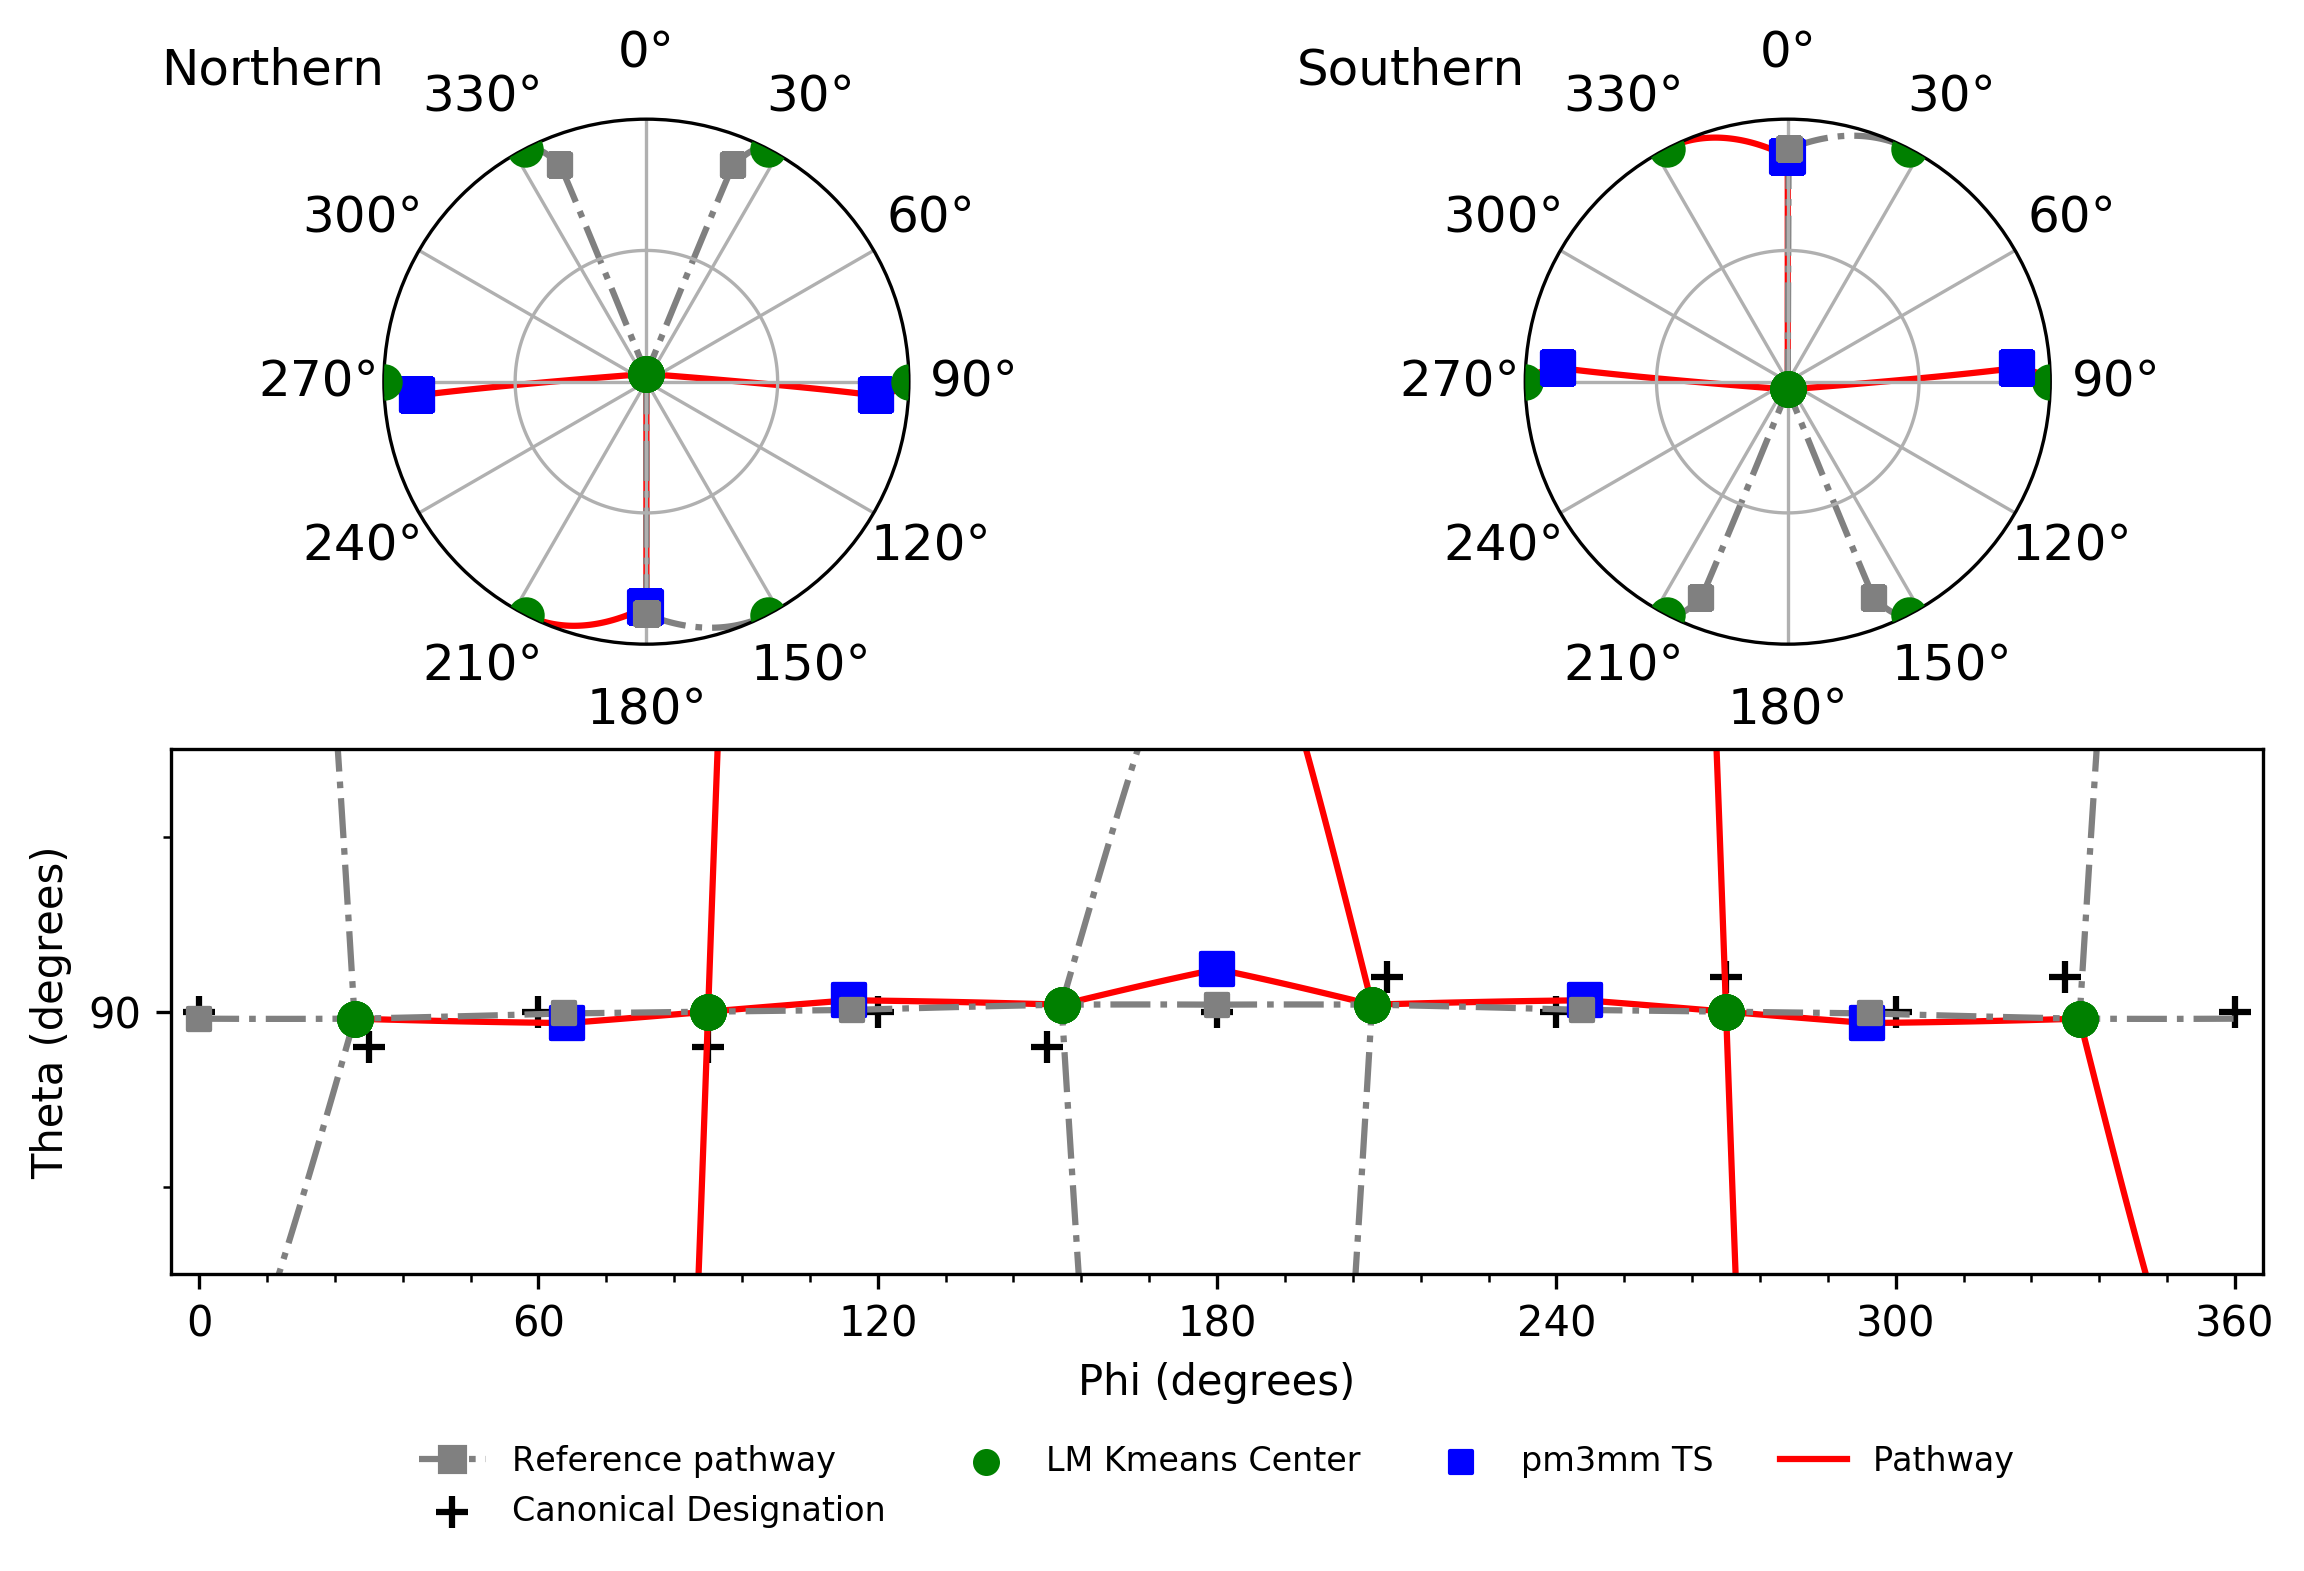 Northern
0°
330°
30°
300°
60°
270°
90°
240°
120°
210°
150°
180°
Southern
0°
330°
30°
300°
60°
270°
90°
240°
120°
210°
150°
180°
Theta (degrees)
90
0 60 120 180 240 300 360
Phi (degrees)
Reference pathway
Canonical Designation
LM Kmeans Center
pm3mm TS
Pathway